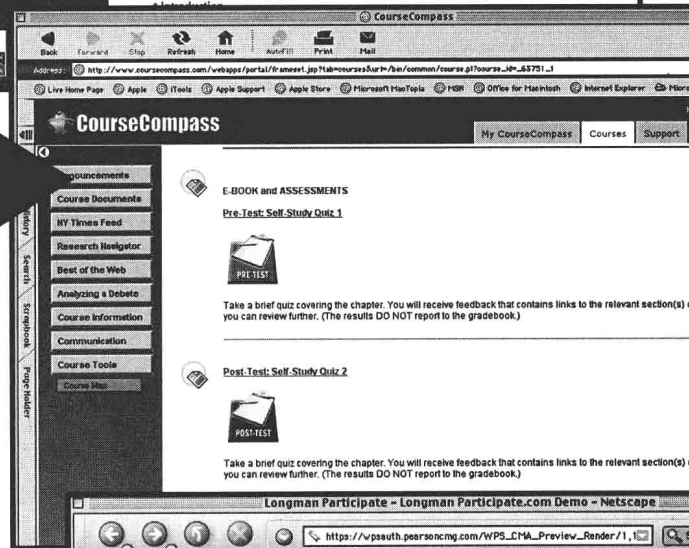 Introduction
CourseCompass
Back Forward Stop Refresh Home AutoFill Print Mail
Address: http://www.coursecompass.com/webapps/portal/frameset.jsp?tab=courses&url=/bin/common/course.pl?course_id=_63751_1
Live Home Page Apple iTools Apple Support Apple Store Microsoft MacTopia MSN Office for Macintosh Internet Explorer
CourseCompass
My CourseCompass Courses Support
History
Search
Scrapbook
Page Holder
Course Documents
NY Times Feed
Research Navigator
Best of the Web
Analyzing a Debate
Course Information
Communication
Course Tools
Course Map
E-BOOK and ASSESSMENTS
Pre-Test: Self-Study Quiz 1
PRE TEST
Take a brief quiz covering the chapter. You will receive feedback that contains links to the relevant section(s)
you can review further. (The results DO NOT report to the gradebook.)
Post-Test: Self-Study Quiz 2
POST-TEST
Take a brief quiz covering the chapter. You will receive feedback that contains links to the relevant section(s)
you can review further. (The results DO NOT report to the gradebook.)
Longman Participate - Longman Participate.com Demo - Netscape
https://wpsauth.pearsoncmg.com/WPS_CMA_Preview_Render/1,1